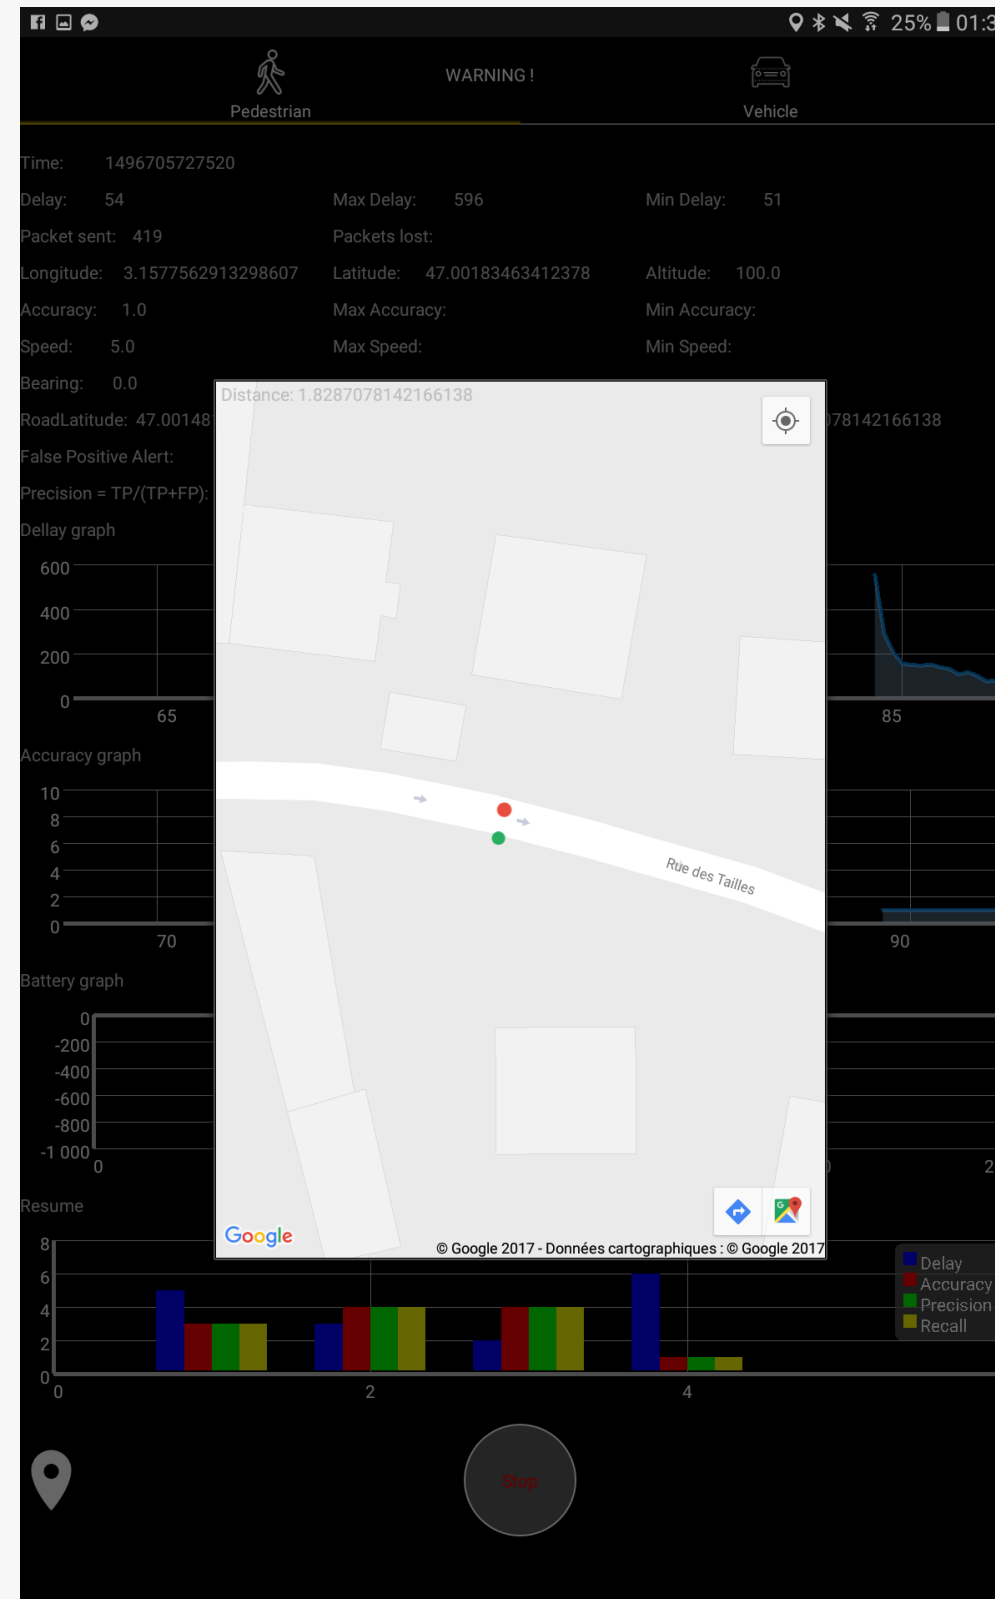 25% 01:3
WARNING !
Pedestrian Vehicle
Time: 1496705727520
Delay: 54 Max Delay: 596 Min Delay: 51
Packet sent: 419 Packets lost:
Longitude: 3.1577562913298607 Latitude: 47.00183463412378 Altitude: 100.0
Accuracy: 1.0 Max Accuracy: Min Accuracy:
Speed: 5.0 Max Speed: Min Speed:
Bearing: 0.0
Distance: 1.8287078142166138
RoadLatitude: 47.00148 078142166138
False Positive Alert:
Precision = TP/(TP+FP):
Dellay graph
600
400
200
0
65 85
Accuracy graph
10
8
6
4
2
0
70 90
Rue des Tailles
Battery graph
0
-200
-400
-600
-800
-1 000
0 2
Resume
Google
© Google 2017 - Données cartographiques : © Google 2017
8
6
4
2
0
0 2 4
Delay
Accuracy
Precision
Recall
Stop